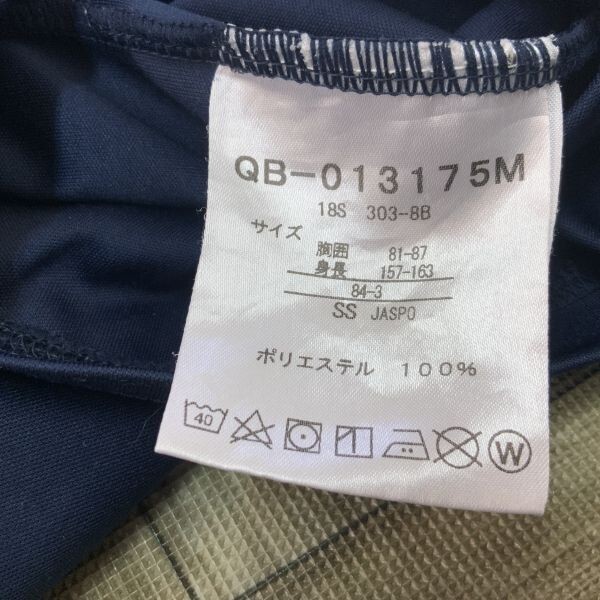 QB-013175M
18S 303-8B
サイズ
胸囲 81-87
身長 157-163
84-3
SS JASPO
ポリエステル 100%
40
W